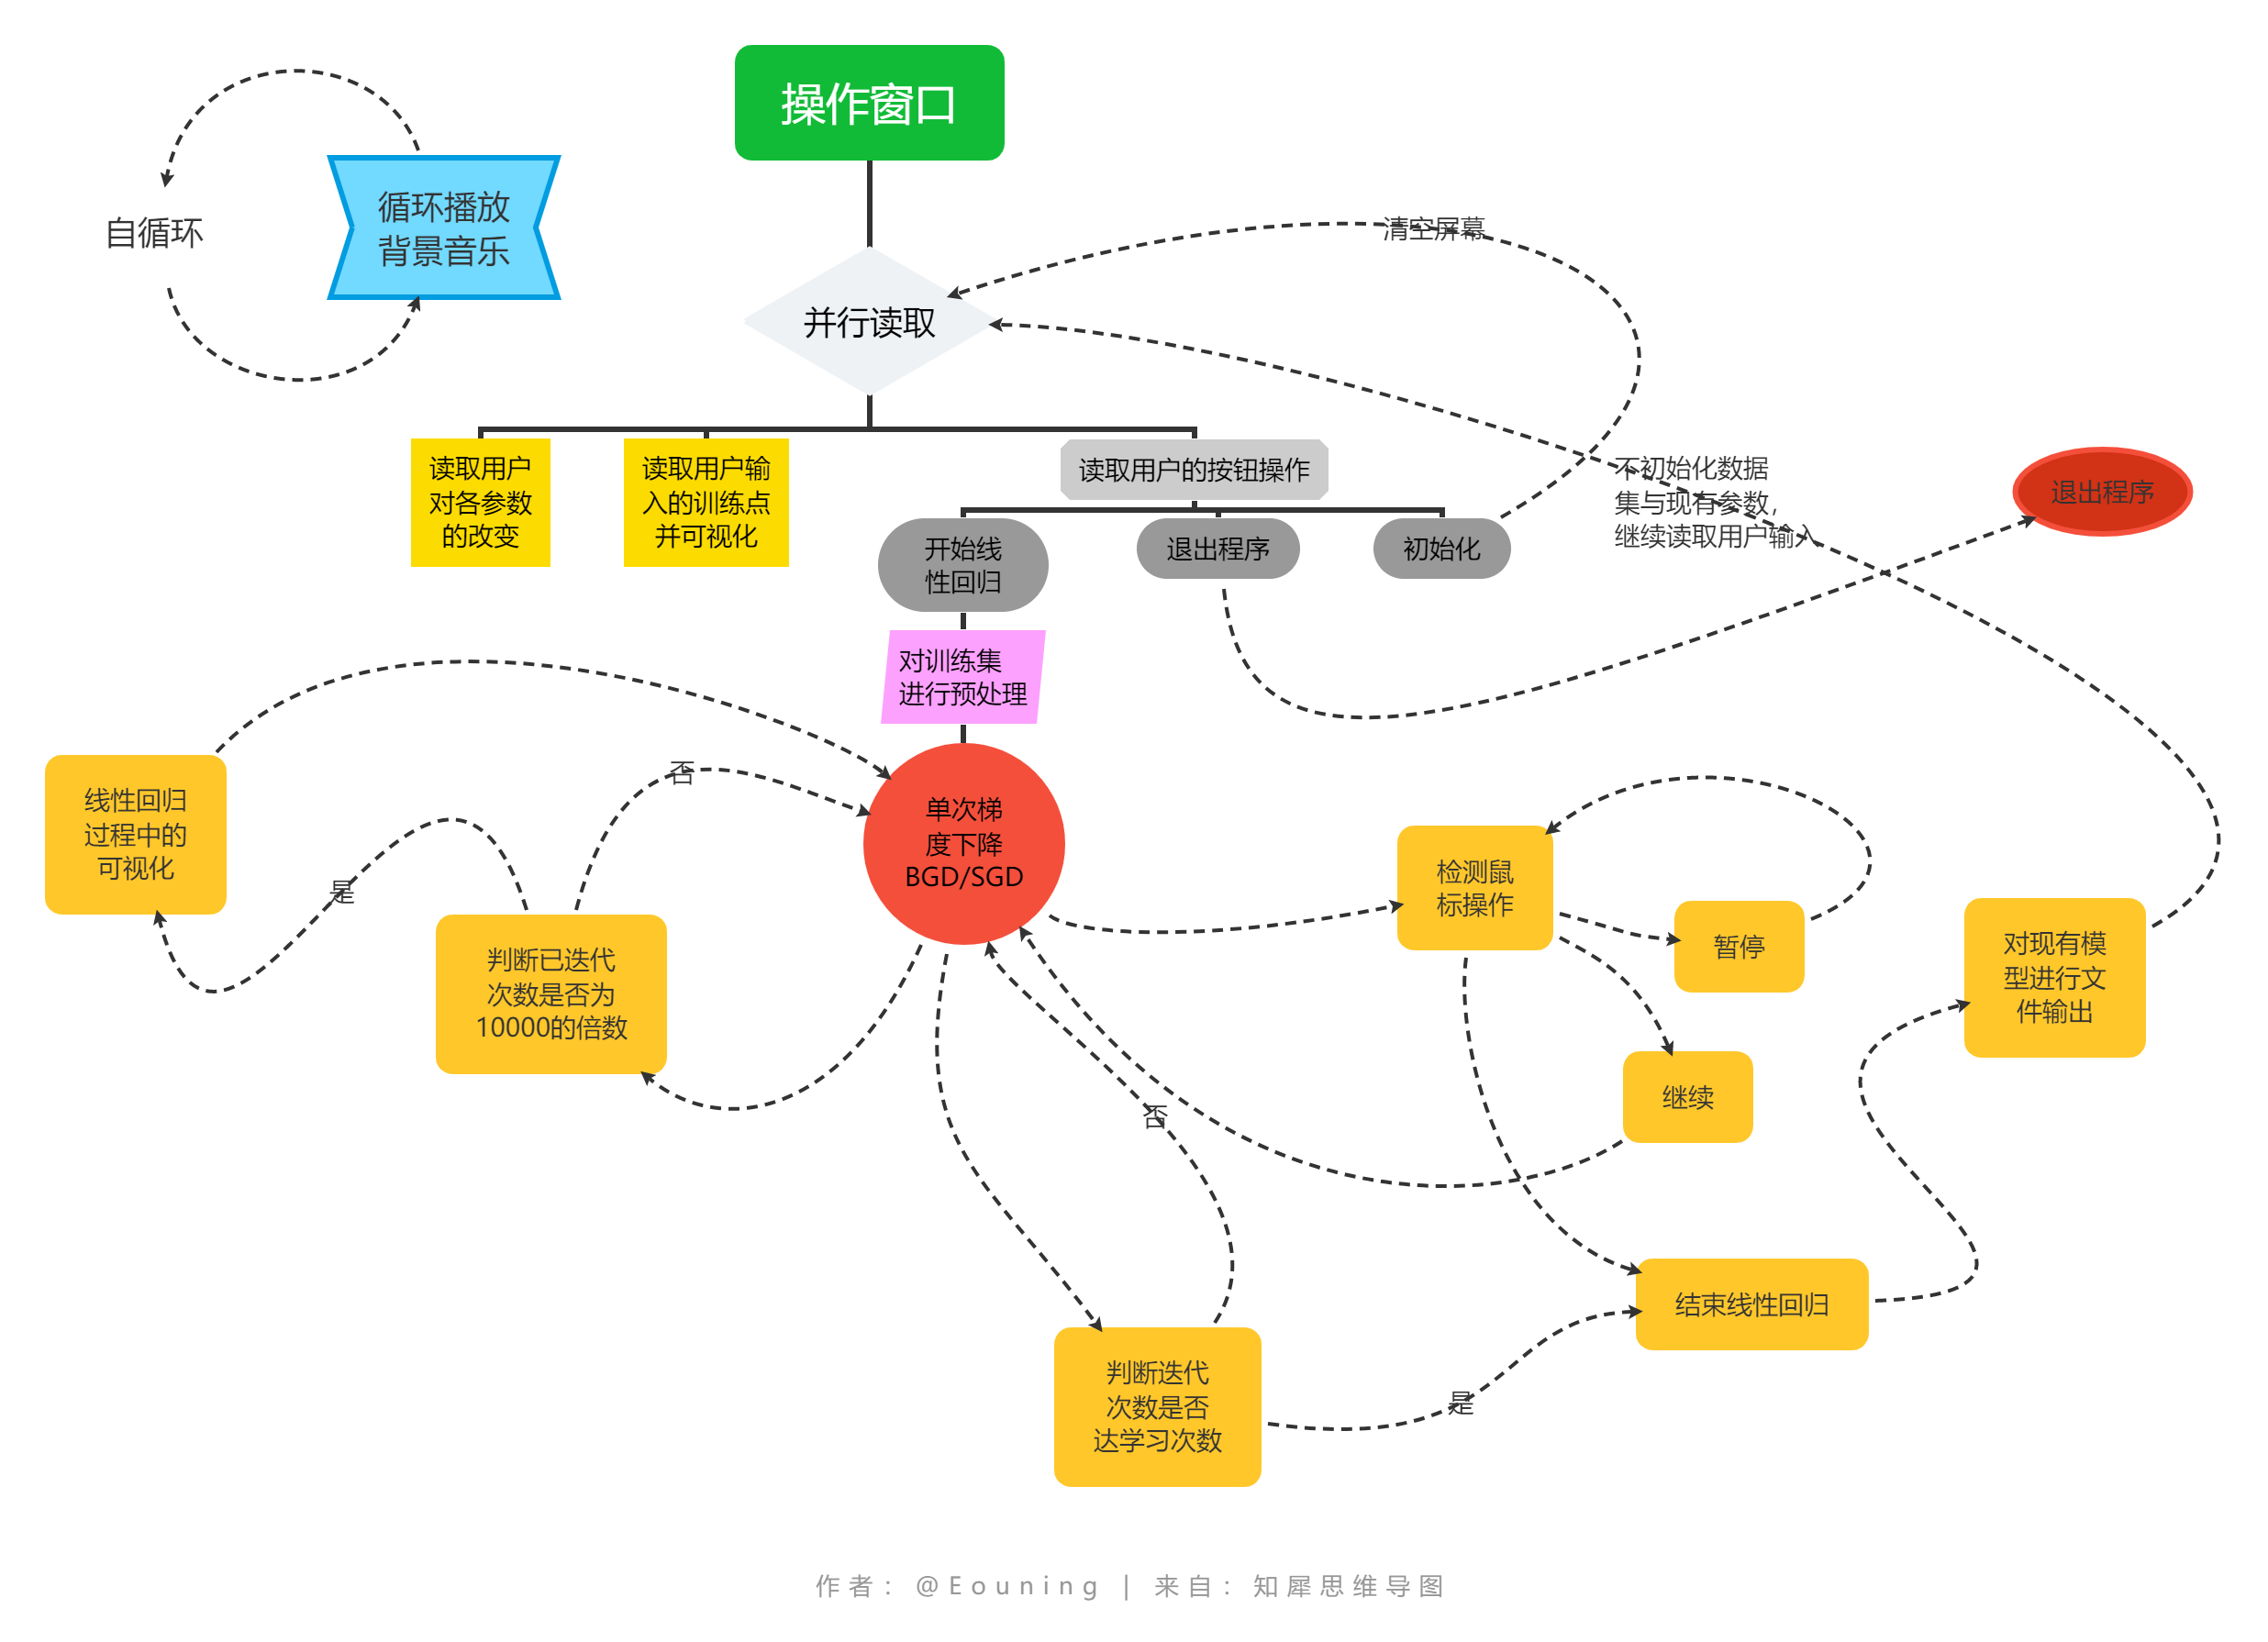 操作窗口
循环播放
背景音乐
自循环
清空屏幕
并行读取
读取用户
对各参数
的改变
读取用户输
入的训练点
并可视化
读取用户的按钮操作
不初始化数据
集与现有参数，
继续读取用户输入
退出程序
开始线
性回归
退出程序
初始化
对训练集
进行预处理
否
线性回归
过程中的
可视化
单次梯
度下降
BGD/SGD
是
检测鼠
标操作
暂停
对现有模
型进行文
件输出
判断已迭代
次数是否为
10000的倍数
继续
否
结束线性回归
判断迭代
次数是否
达学习次数
是
作者：@Eouning | 来自：知犀思维导图